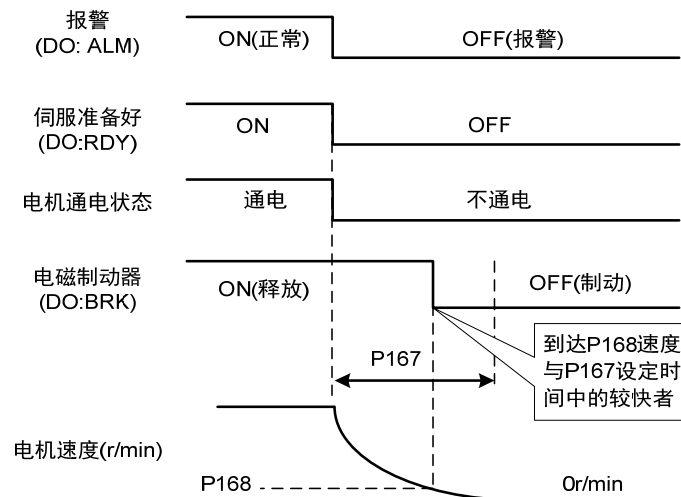 报警
(DO: ALM)
ON(正常)
OFF(报警)
伺服准备好
(DO:RDY)
ON
OFF
电机通电状态
通电
不通电
电磁制动器
(DO:BRK)
ON(释放)
OFF(制动)
到达P168速度
与P167设定时
间中的较快者
P167
电机速度(r/min)
P168
0r/min